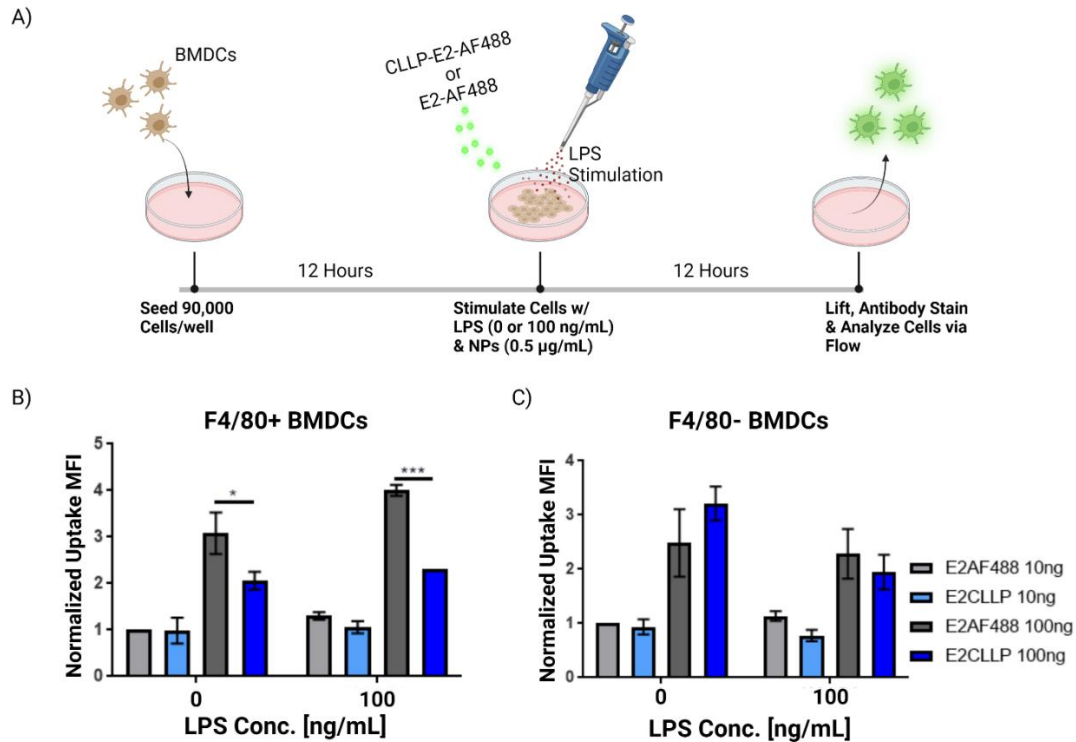 A)
BMDCs
CLLP-E2-AF488
or
E2-AF488
LPS
Stimulation
12 Hours
12 Hours
Seed 90,000
Cells/well
Stimulate Cells w/
LPS (0 or 100 ng/mL)
& NPs (0.5 µg/mL)
Lift, Antibody Stain
& Analyze Cells via
Flow
B)
F4/80+ BMDCs
Normalized Uptake MFI
5
4
3
2
1
0
*
***
0
100
LPS Conc. [ng/mL]
C)
F4/80- BMDCs
Normalized Uptake MFI
4
3
2
1
0
0
100
LPS Conc. [ng/mL]
E2AF488 10ng
E2CLLP 10ng
E2AF488 100ng
E2CLLP 100ng